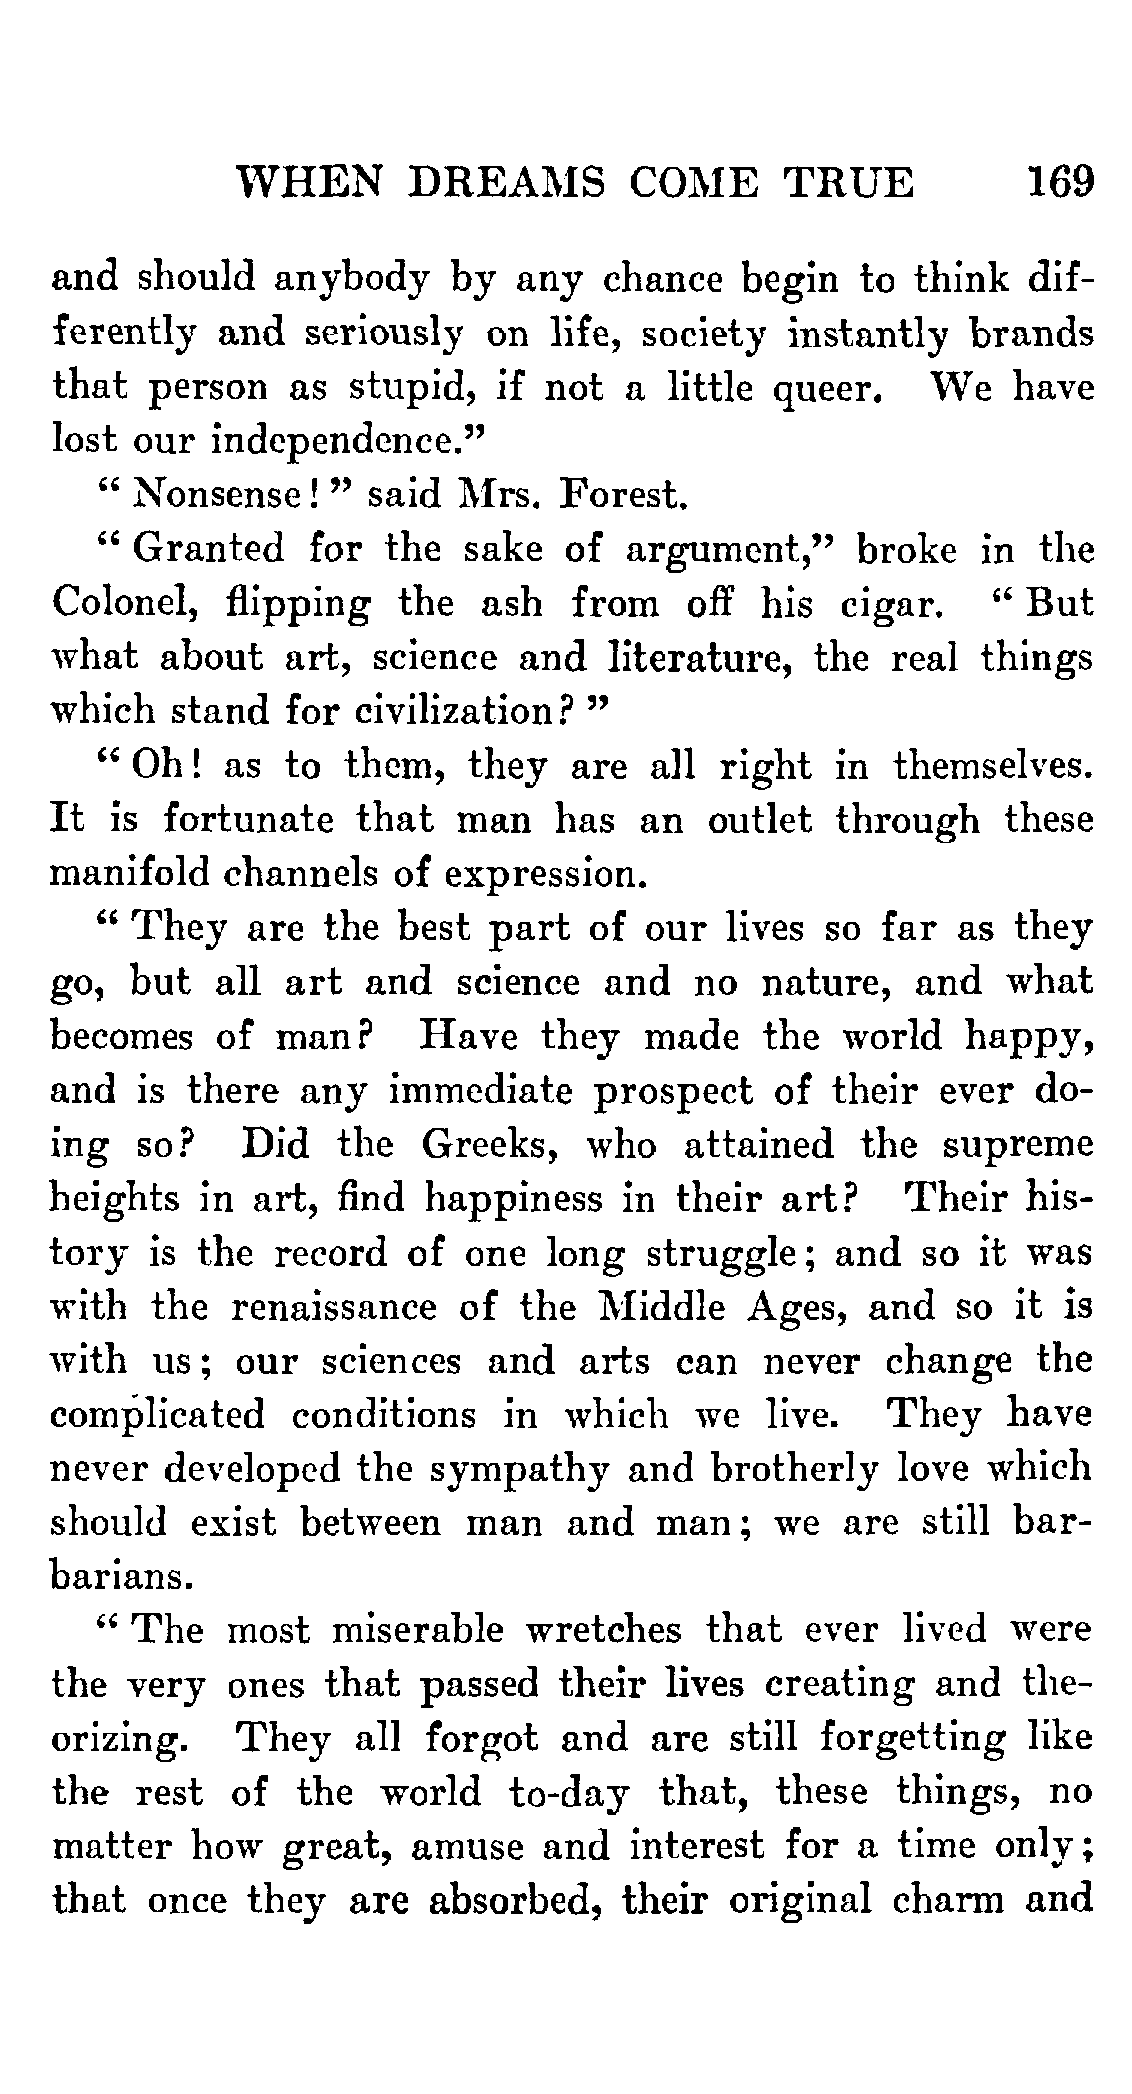 WHEN DREAMS COME TRUE 169
and should anybody by any chance begin to think dif-
ferently and seriously on life, society instantly brands
that person as stupid, if not a little queer. We have
lost our independence."
" Nonsense! " said Mrs. Forest.
" Granted for the sake of argument," broke in the
Colonel, flipping the ash from off his cigar. " But
what about art, science and literature, the real things
which stand for civilization? "
" Oh! as to them, they are all right in themselves.
It is fortunate that man has an outlet through these
manifold channels of expression.
" They are the best part of our lives so far as they
go, but all art and science and no nature, and what
becomes of man? Have they made the world happy,
and is there any immediate prospect of their ever do-
ing so? Did the Greeks, who attained the supreme
heights in art, find happiness in their art? Their his-
tory is the record of one long struggle; and so it was
with the renaissance of the Middle Ages, and so it is
with us; our sciences and arts can never change the
complicated conditions in which we live. They have
never developed the sympathy and brotherly love which
should exist between man and man; we are still bar-
barians.
" The most miserable wretches that ever lived were
the very ones that passed their lives creating and the-
orizing. They all forgot and are still forgetting like
the rest of the world to-day that, these things, no
matter how great, amuse and interest for a time only;
that once they are absorbed, their original charm and